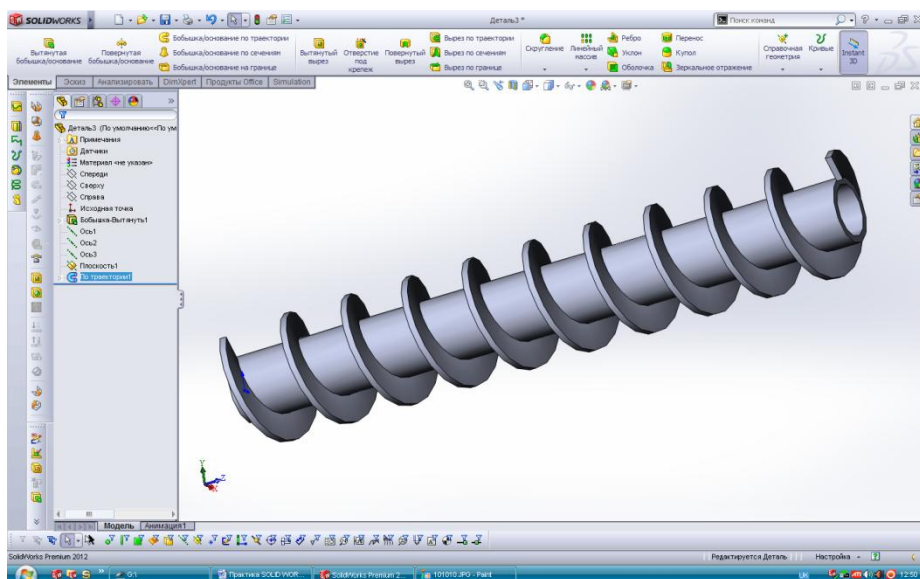 SOLIDWORKS
Деталь3 *
Поиск команд
Вытянутая бобышка/основание
Повернутая бобышка/основание
Бобышка/основание по траектории
Бобышка/основание по сечениям
Бобышка/основание на границе
Вытянутый вырез
Отверстие под крепеж
Повернутый вырез
Вырез по траектории
Вырез по сечениям
Вырез по границе
Скругление
Линейный массив
Ребро
Уклон
Оболочка
Перенос
Купол
Зеркальное отражение
Справочная геометрия
Кривые
Instant 3D
Элементы
Эскиз
Анализировать
DimXpert
Продукты Office
Simulation
Деталь3 (По умолчанию<<По ум
Примечания
Датчики
Материал <не указан>
Спереди
Сверху
Справа
Исходная точка
Бобышка-Вытянуть1
Ось1
Ось2
Ось3
Плоскость1
По траектории1
Y
Z
X
Модель
Анимация1
SolidWorks Premium 2012
Редактируется Деталь
Настройка
G:\
Практика SOLID WOR...
SolidWorks Premium 2...
101010.JPG - Paint
UK
12:50